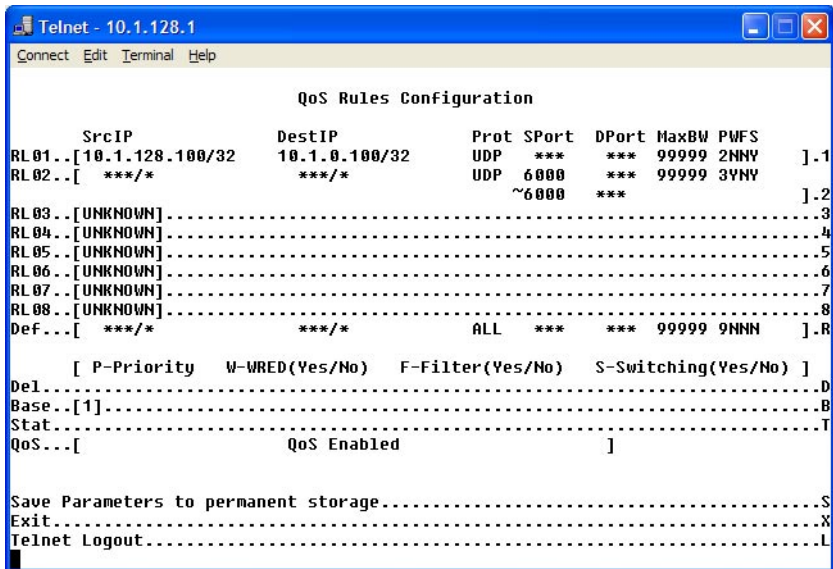 Telnet - 10.1.128.1
Connect Edit Terminal Help
QoS Rules Configuration
SrcIP DestIP Prot SPort DPort MaxBW PWFS
RL01..[10.1.128.100/32 10.1.0.100/32 UDP *** *** 99999 2NNY ].1
RL02..[ ***/* ***/* UDP 6000 *** 99999 3YNY
~6000 *** ].2
RL03..[UNKNOWN].......................................................................3
RL04..[UNKNOWN].......................................................................4
RL05..[UNKNOWN].......................................................................5
RL06..[UNKNOWN].......................................................................6
RL07..[UNKNOWN].......................................................................7
RL08..[UNKNOWN].......................................................................8
Def...[ ***/* ***/* ALL *** *** 99999 9NNN ].R
[ P-Priority W-WRED(Yes/No) F-Filter(Yes/No) S-Switching(Yes/No) ]
Del...................................................................................D
Base..[1].............................................................................B
Stat..................................................................................T
QoS...[ QoS Enabled ]
Save Parameters to permanent storage..................................................S
Exit..................................................................................X
Telnet Logout.........................................................................L